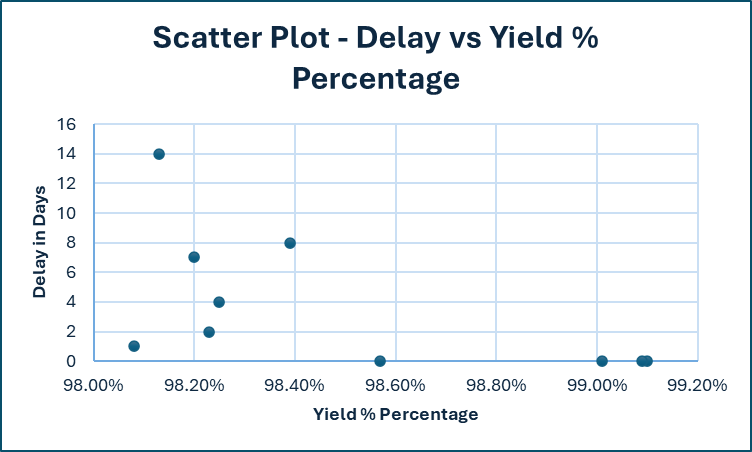 Scatter Plot - Delay vs Yield %
Percentage
16
14
12
10
8
6
4
2
0
Delay in Days
98.00% 98.20% 98.40% 98.60% 98.80% 99.00% 99.20%
Yield % Percentage